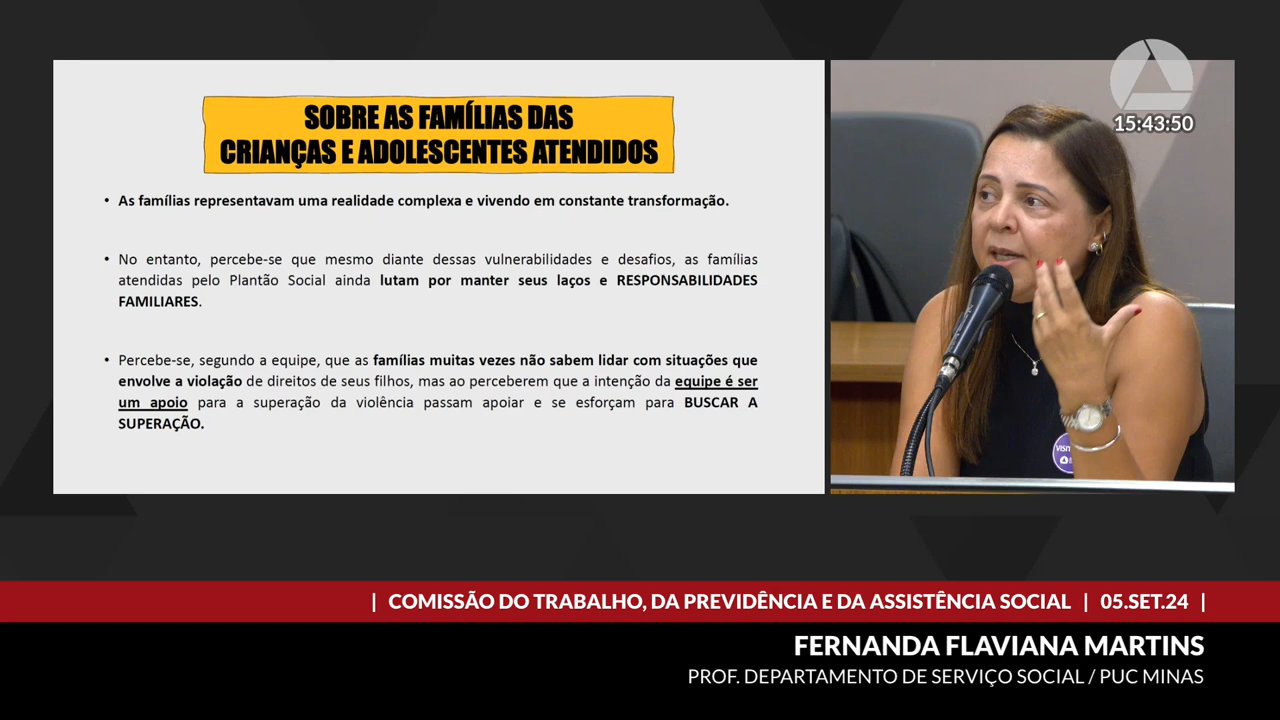 SOBRE AS FAMÍLIAS DAS
CRIANÇAS E ADOLESCENTES ATENDIDOS
• As famílias representavam uma realidade complexa e vivendo em constante transformação.
• No entanto, percebe-se que mesmo diante dessas vulnerabilidades e desafios, as famílias
atendidas pelo Plantão Social ainda lutam por manter seus laços e RESPONSABILIDADES
FAMILIARES.
• Percebe-se, segundo a equipe, que as famílias muitas vezes não sabem lidar com situações que
envolve a violação de direitos de seus filhos, mas ao perceberem que a intenção da equipe é ser
um apoio para a superação da violência passam apoiar e se esforçam para BUSCAR A
SUPERAÇÃO.
15:43:50
| COMISSÃO DO TRABALHO, DA PREVIDÊNCIA E DA ASSISTÊNCIA SOCIAL | 05.SET.24 |
FERNANDA FLAVIANA MARTINS
PROF. DEPARTAMENTO DE SERVIÇO SOCIAL / PUC MINAS